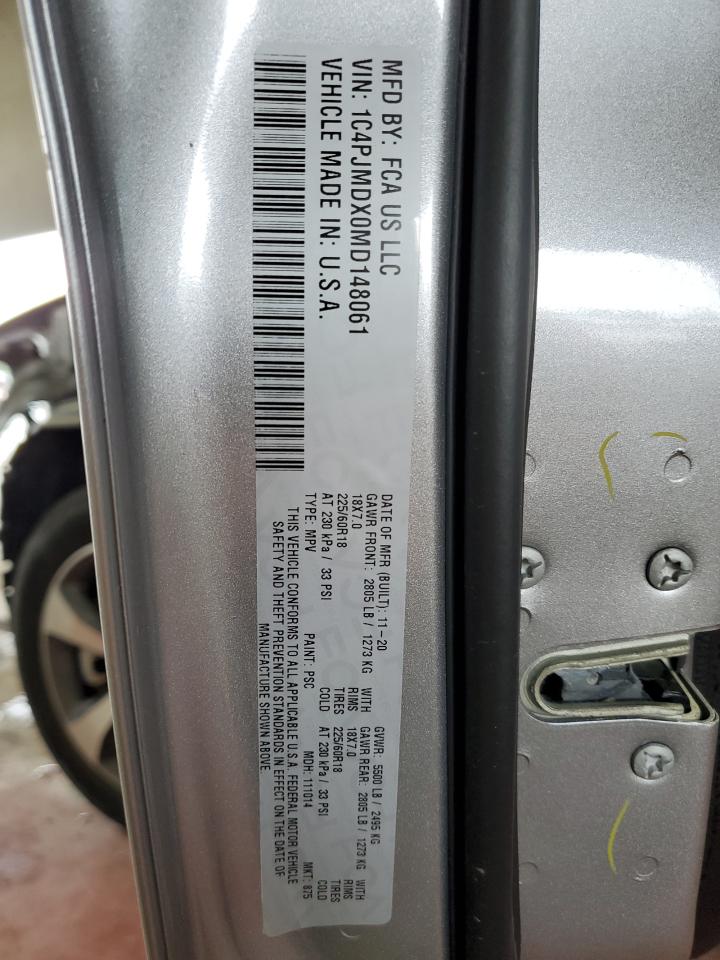 MFD BY: FCA US LLC
VIN: 1C4PJMDX0MD148061
VEHICLE MADE IN: U.S.A.
DATE OF MFR (BUILT): 11-20 GVWR: 5500 LB / 2495 KG
GAWR FRONT: 2805 LB / 1273 KG WITH GAWR REAR: 2805 LB / 1273 KG WITH
18X7.0 RIMS 18X7.0 RIMS
225/60R18 TIRES 225/60R18 TIRES
AT 230 kPa / 33 PSI COLD AT 230 kPa / 33 PSI COLD
TYPE: MPV PAINT: PSC MDH: 111014 MKT: 875
THIS VEHICLE CONFORMS TO ALL APPLICABLE U.S.A. FEDERAL MOTOR VEHICLE
SAFETY AND THEFT PREVENTION STANDARDS IN EFFECT ON THE DATE OF
MANUFACTURE SHOWN ABOVE.